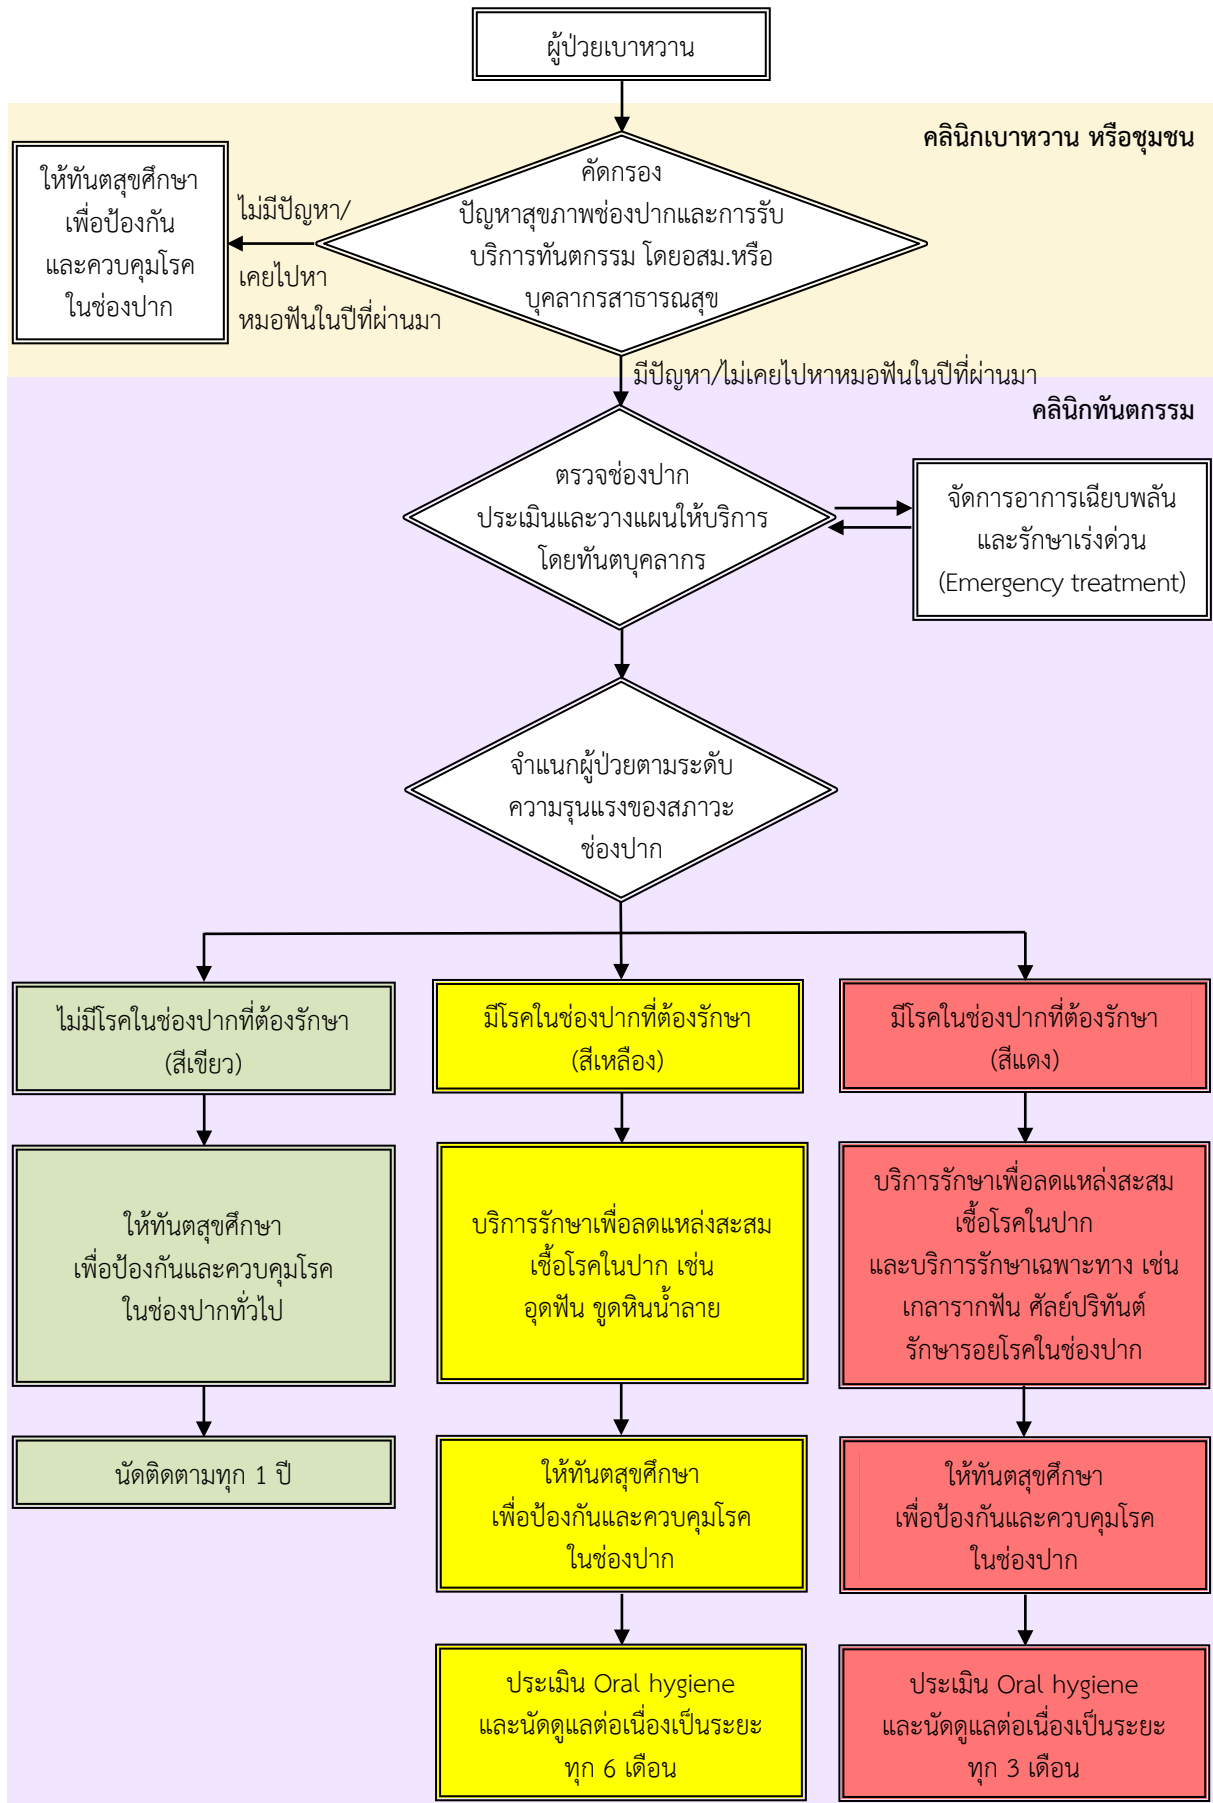 ผู้ป่วยเบาหวาน
คลินิกเบาหวาน หรือชุมชน
คัดกรอง
ปัญหาสุขภาพช่องปากและการรับ
บริการทันตกรรม โดยอสม.หรือ
บุคลากรสาธารณสุข
ไม่มีปัญหา/
เคยไปหา
หมอฟันในปีที่ผ่านมา
ให้ทันตสุขศึกษา
เพื่อป้องกัน
และควบคุมโรค
ในช่องปาก
มีปัญหา/ไม่เคยไปหาหมอฟันในปีที่ผ่านมา
คลินิกทันตกรรม
ตรวจช่องปาก
ประเมินและวางแผนให้บริการ
โดยทันตบุคลากร
จัดการอาการเฉียบพลัน
และรักษาเร่งด่วน
(Emergency treatment)
จำแนกผู้ป่วยตามระดับ
ความรุนแรงของสภาวะ
ช่องปาก
ไม่มีโรคในช่องปากที่ต้องรักษา
(สีเขียว)
ให้ทันตสุขศึกษา
เพื่อป้องกันและควบคุมโรค
ในช่องปากทั่วไป
นัดติดตามทุก 1 ปี
มีโรคในช่องปากที่ต้องรักษา
(สีเหลือง)
บริการรักษาเพื่อลดแหล่งสะสม
เชื้อโรคในปาก เช่น
อุดฟัน ขูดหินน้ำลาย
ให้ทันตสุขศึกษา
เพื่อป้องกันและควบคุมโรค
ในช่องปาก
ประเมิน Oral hygiene
และนัดดูแลต่อเนื่องเป็นระยะ
ทุก 6 เดือน
มีโรคในช่องปากที่ต้องรักษา
(สีแดง)
บริการรักษาเพื่อลดแหล่งสะสม
เชื้อโรคในปาก
และบริการรักษาเฉพาะทาง เช่น
เกลารากฟัน ศัลย์ปริทันต์
รักษารอยโรคในช่องปาก
ให้ทันตสุขศึกษา
เพื่อป้องกันและควบคุมโรค
ในช่องปาก
ประเมิน Oral hygiene
และนัดดูแลต่อเนื่องเป็นระยะ
ทุก 3 เดือน